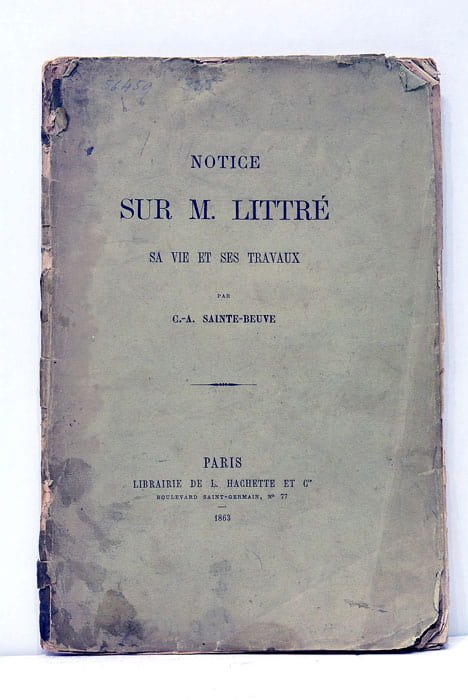 NOTICE
SUR M. LITTRÉ
SA VIE ET SES TRAVAUX
PAR
C.-A. SAINTE-BEUVE
PARIS
LIBRAIRIE DE L. HACHETTE ET Cie
BOULEVARD SAINT-GERMAIN, Nº 77
1863